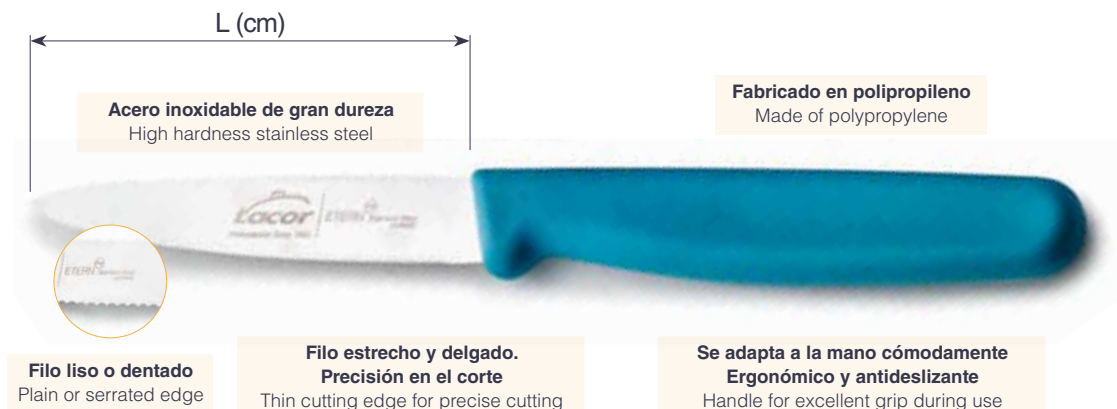 L (cm)
Acero inoxidable de gran dureza
High hardness stainless steel
Fabricado en polipropileno
Made of polypropylene
Lacor
ETERN
ETERN
Filo liso o dentado
Plain or serrated edge
Filo estrecho y delgado.
Precisión en el corte
Thin cutting edge for precise cutting
Se adapta a la mano cómodamente
Ergonómico y antideslizante
Handle for excellent grip during use